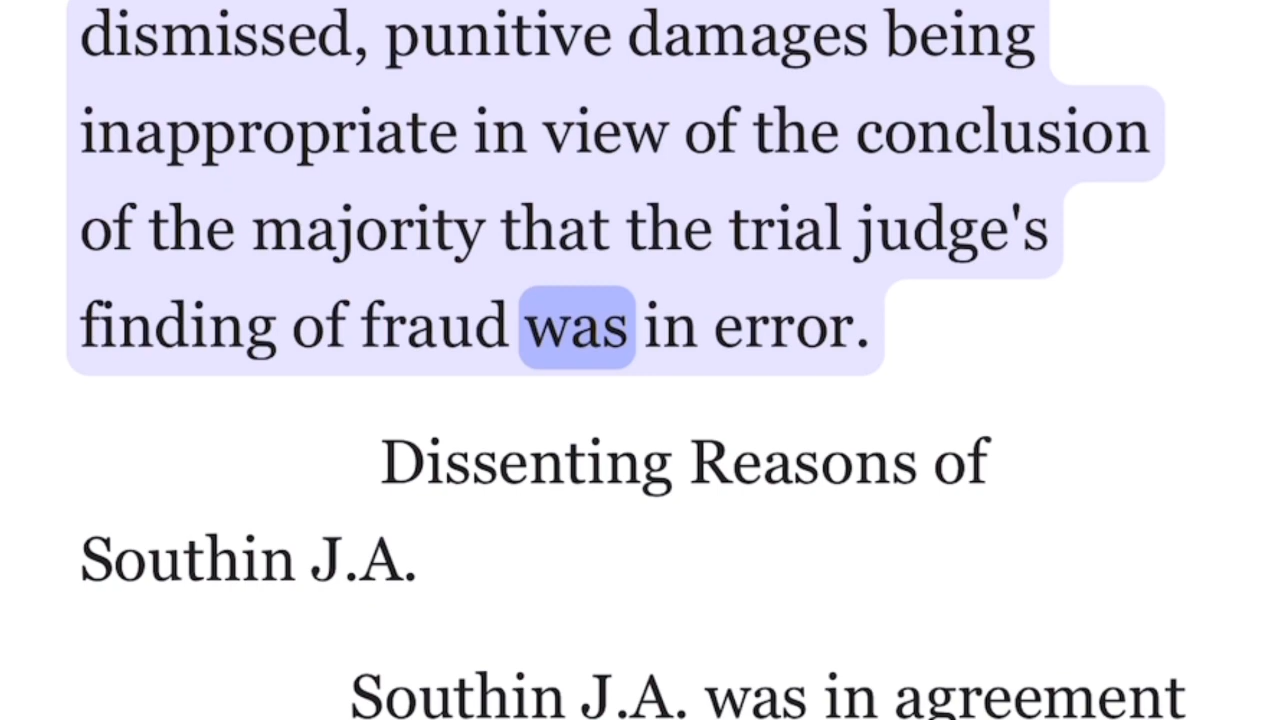 dismissed, punitive damages being
inappropriate in view of the conclusion
of the majority that the trial judge's
finding of fraud was in error.
Dissenting Reasons of
Southin J.A.
Southin J.A. was in agreement